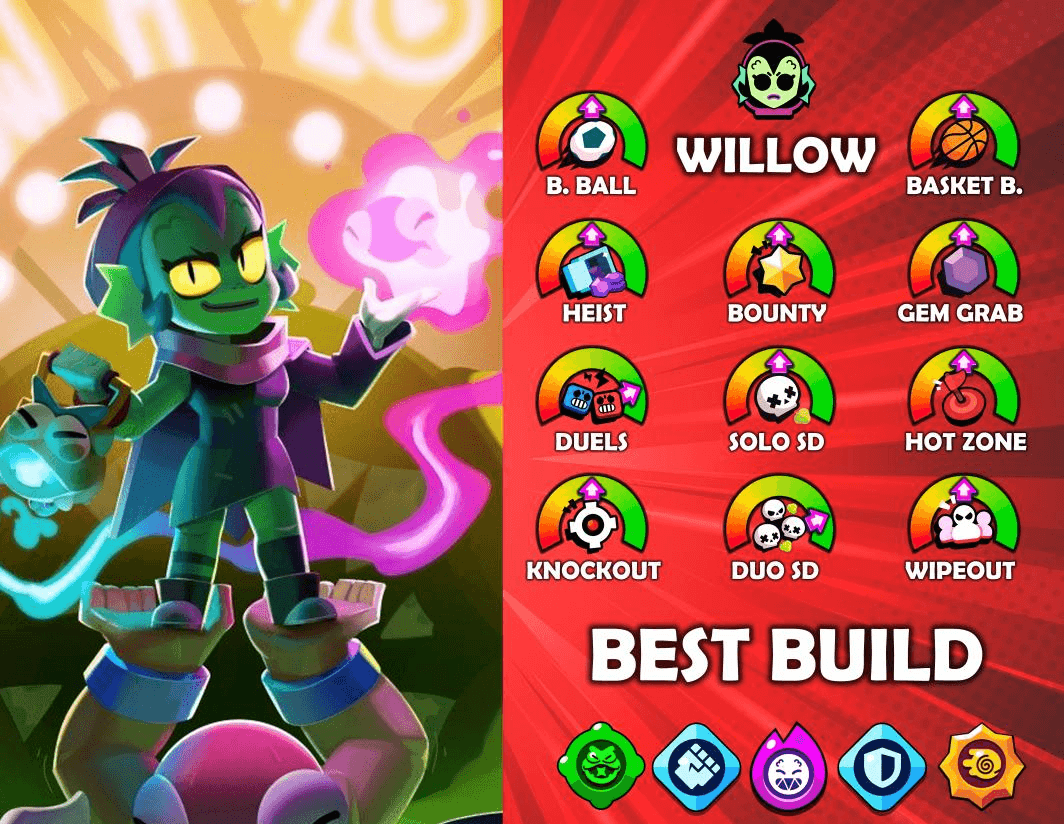 WILLOW
B. BALL
BASKET B.
HEIST
BOUNTY
GEM GRAB
DUELS
SOLO SD
HOT ZONE
KNOCKOUT
DUO SD
WIPEOUT
BEST BUILD